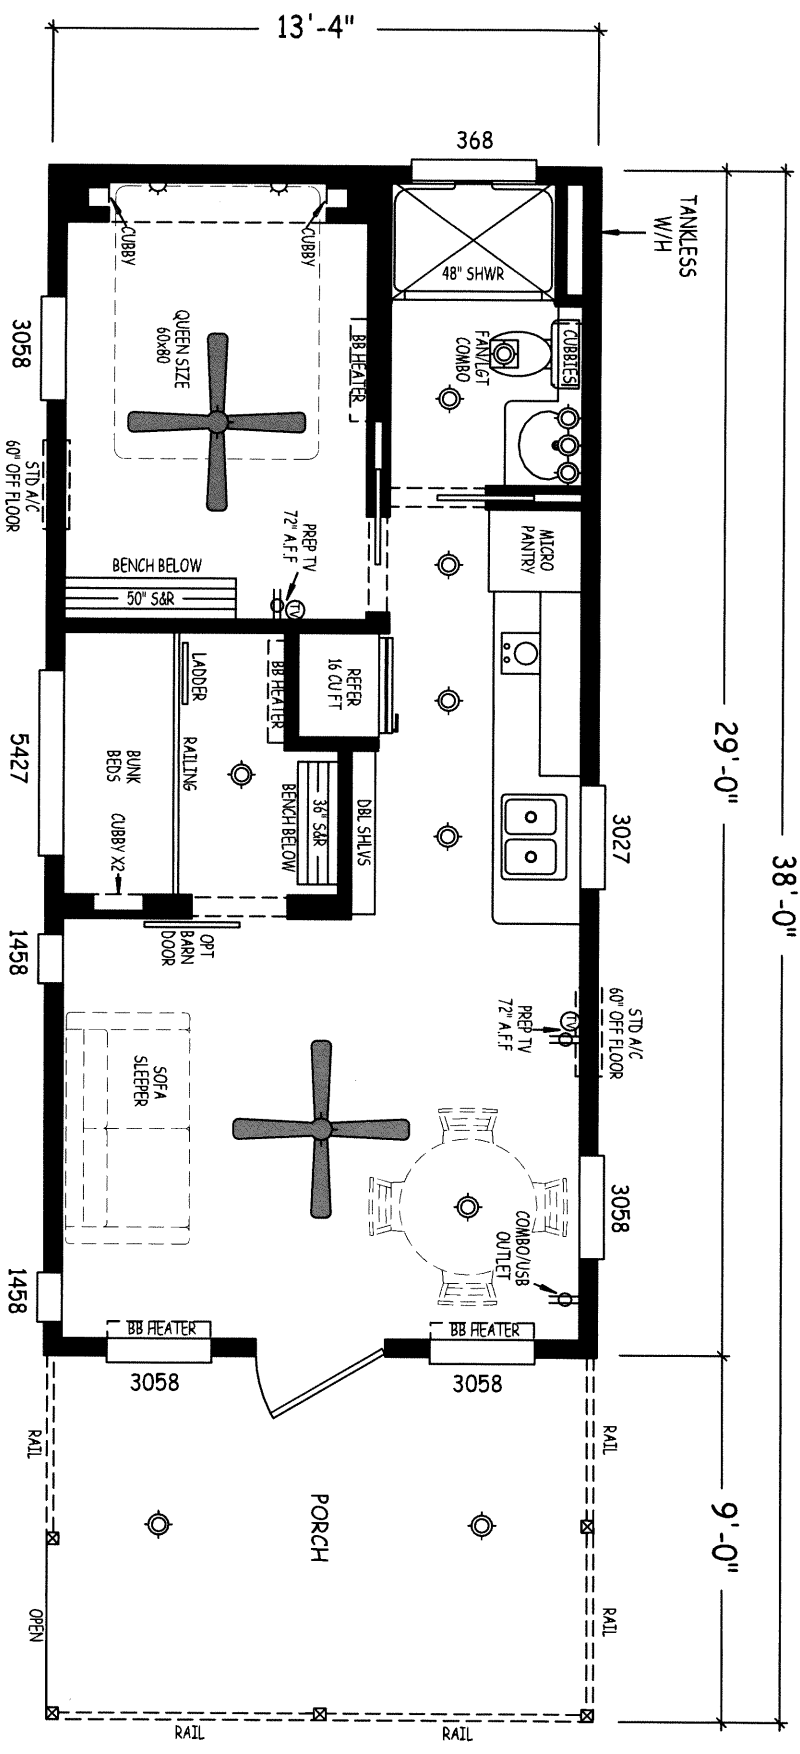 13'-4"
368
TANKLESS
W/H
CUBBY
CUBBY
48" SHWR
3058
QUEEN SIZE
60x80
BB HEATER
FAN/LGT
COMBO
CUBBIES
STD A/C
60" OFF FLOOR
PREP TV
72" A.F.F
TV
BENCH BELOW
50" S&R
MICRO
PANTRY
29'-0"
38'-0"
LADDER
BB HEATER
REFER
16 CU FT
5427
BUNK
BEDS
RAILING
CUBBY X2
BENCH BELOW
36" S&R
DBL SHLVS
3027
1458
OPT
BARN
DOOR
PREP TV
72" A.F.F
TV
STD A/C
60" OFF FLOOR
SOFA
SLEEPER
3058
COMBO/USB
OUTLET
1458
BB HEATER
BB HEATER
3058
3058
RAIL
RAIL
PORCH
9'-0"
OPEN
RAIL
RAIL
RAIL